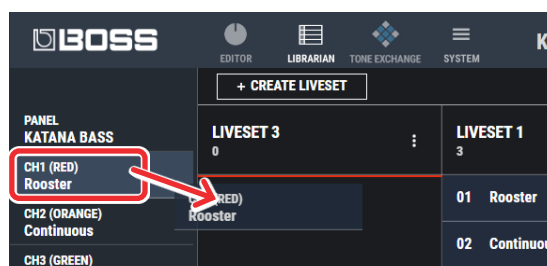 BOSS
EDITOR
LIBRARIAN
TONE EXCHANGE
SYSTEM
K
+ CREATE LIVESET
PANEL
KATANA BASS
CH1 (RED)
Rooster
CH2 (ORANGE)
Continuous
CH3 (GREEN)
LIVESET 3
0
(RED)
Rooster
LIVESET 1
3
01 Rooster
02 Continuou